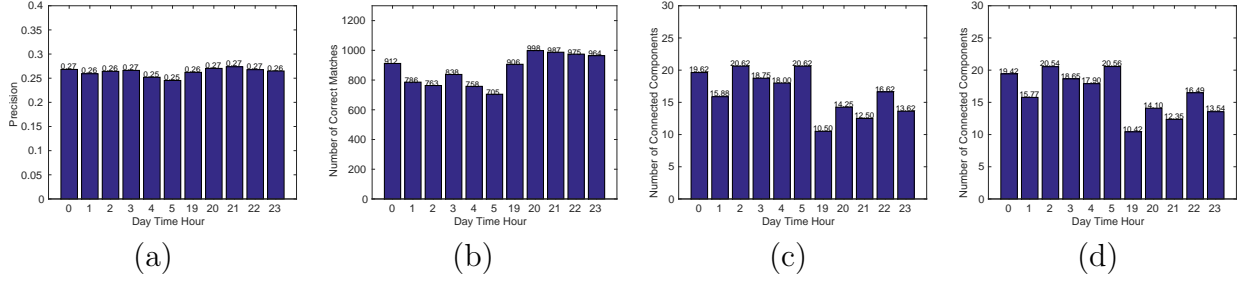 0.4
0.35
0.3
0.25
0.2
0.15
0.1
0.05
0
Precision
0.27 0.26 0.26 0.27 0.25 0.25 0.26 0.27 0.27 0.27 0.26
0 1 2 3 4 5 19 20 21 22 23
Day Time Hour
(a)
1200
1000
800
600
400
200
0
Number of Correct Matches
912 786 763 838 758 705 906 998 987 975 964
0 1 2 3 4 5 19 20 21 22 23
Day Time Hour
(b)
30
25
20
15
10
5
0
Number of Connected Components
19.62 15.88 20.62 18.75 18.00 20.62 10.50 14.25 12.50 16.62 13.62
0 1 2 3 4 5 19 20 21 22 23
Day Time Hour
(c)
30
25
20
15
10
5
0
Number of Connected Components
19.42 15.77 20.54 18.65 17.90 20.56 10.42 14.10 12.35 16.49 13.54
0 1 2 3 4 5 19 20 21 22 23
Day Time Hour
(d)